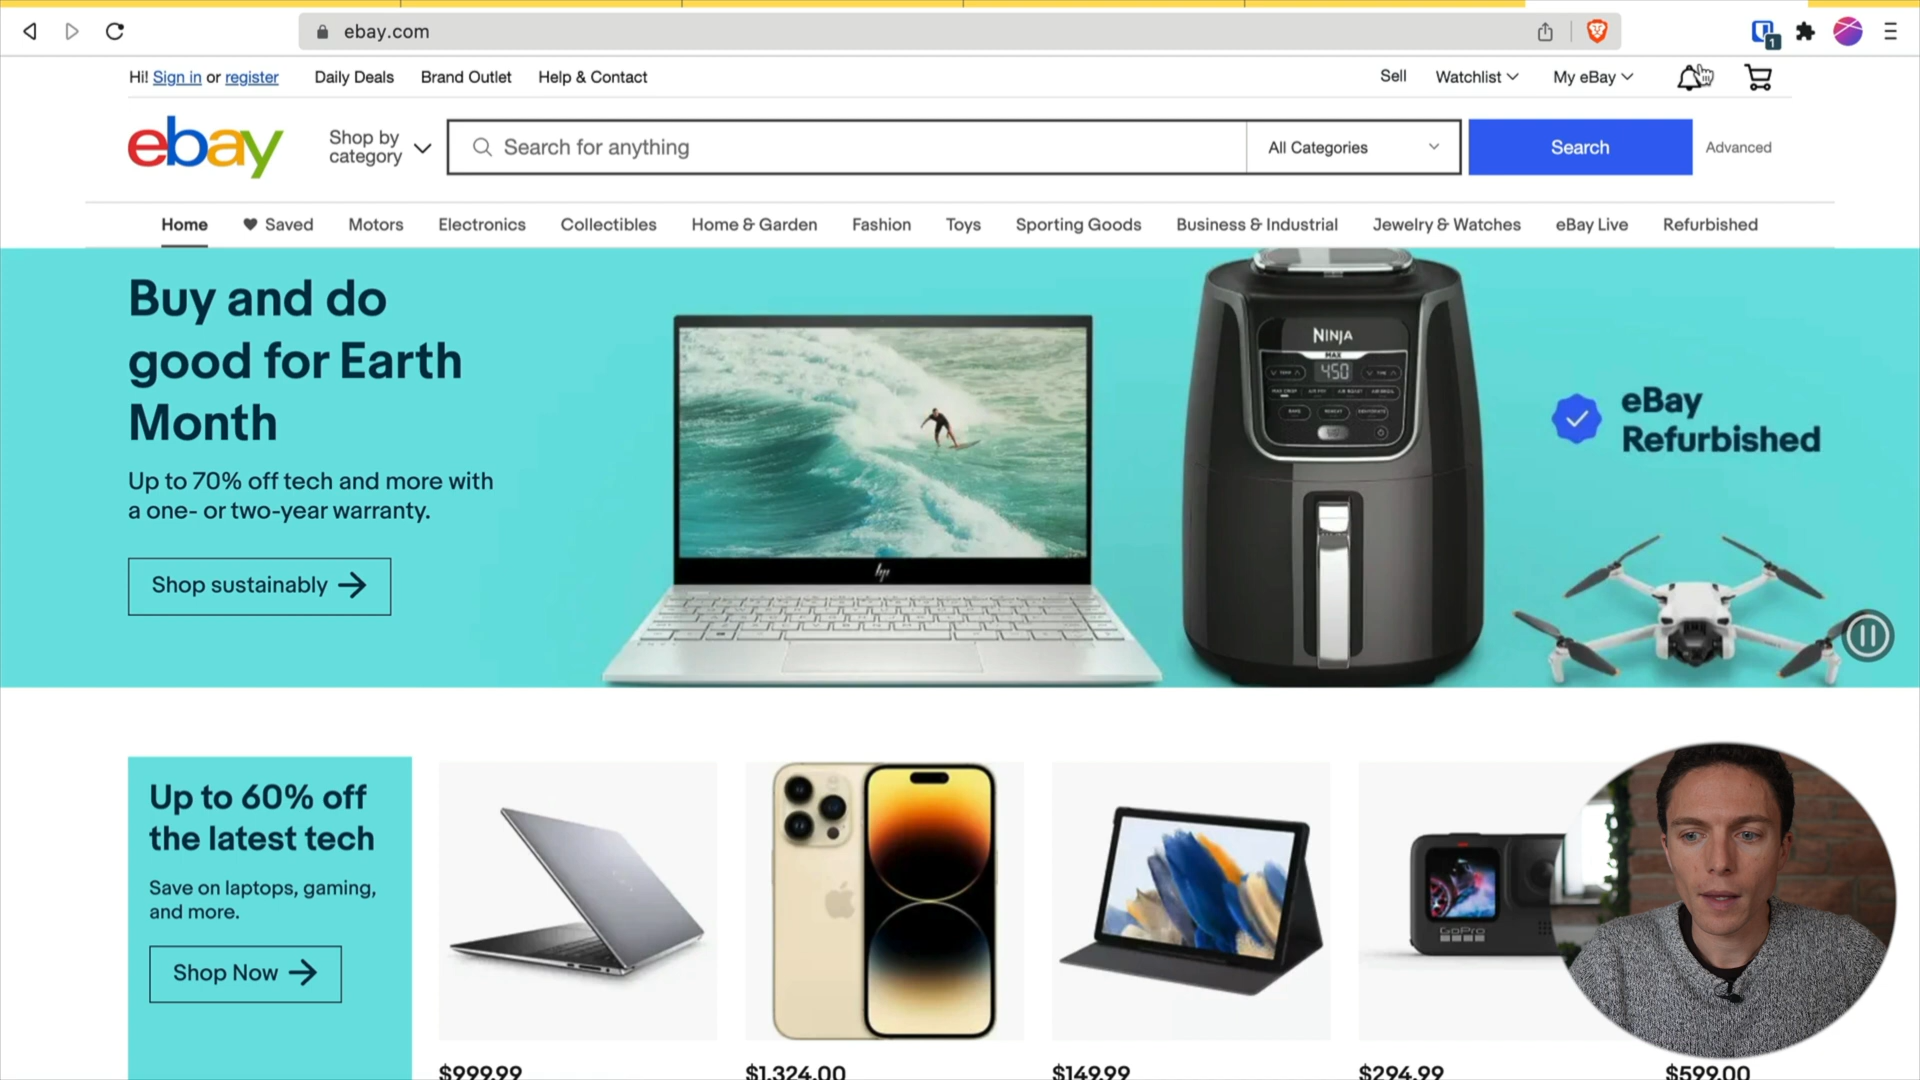 ebay.com
1
Hi! Sign in or register
Daily Deals
Brand Outlet
Help & Contact
Sell
Watchlist
My eBay
ebay
Shop by
category
Search for anything
All Categories
Search
Advanced
Home
Saved
Motors
Electronics
Collectibles
Home & Garden
Fashion
Toys
Sporting Goods
Business & Industrial
Jewelry & Watches
eBay Live
Refurbished
Buy and do
good for Earth
Month
Up to 70% off tech and more with
a one- or two-year warranty.
Shop sustainably
hp
NINJA
MAX
450
eBay
Refurbished
Up to 60% off
the latest tech
Save on laptops, gaming,
and more.
Shop Now
GoPro
$999.99
$1,324.00
$149.99
$294.99
$599.00